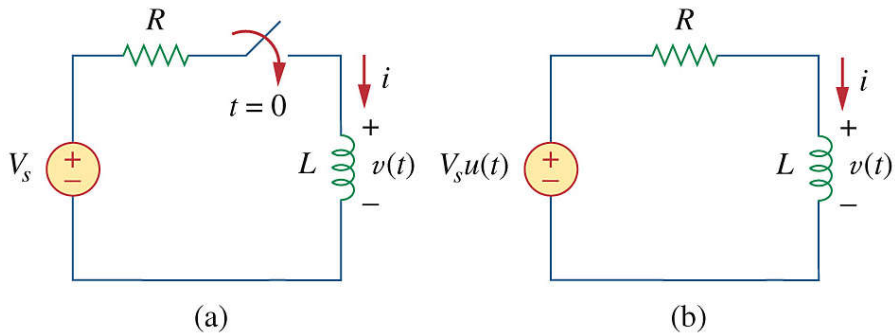 R
t = 0
i
+
V_s
+
−
L
v(t)
−
(a)
R
i
+
V_s u(t)
+
−
L
v(t)
−
(b)